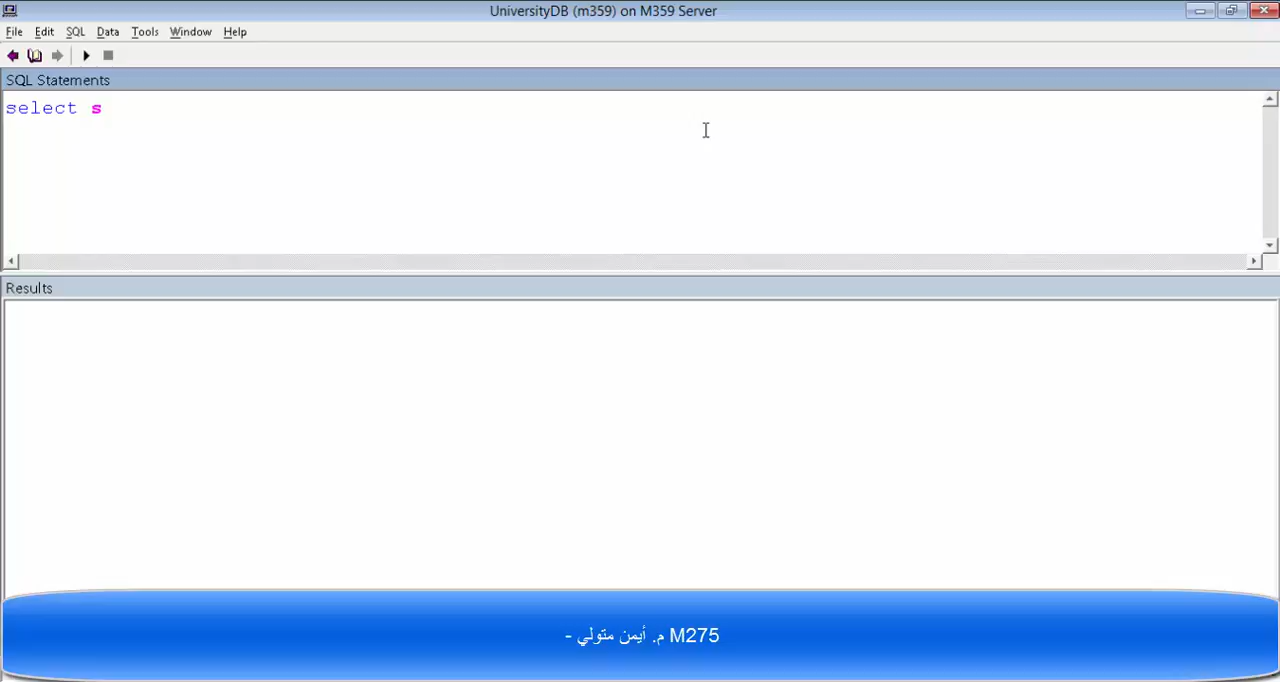 UniversityDB (m359) on M359 Server
File Edit SQL Data Tools Window Help
SQL Statements
select s
Results
M275 م. أيمن متولي -